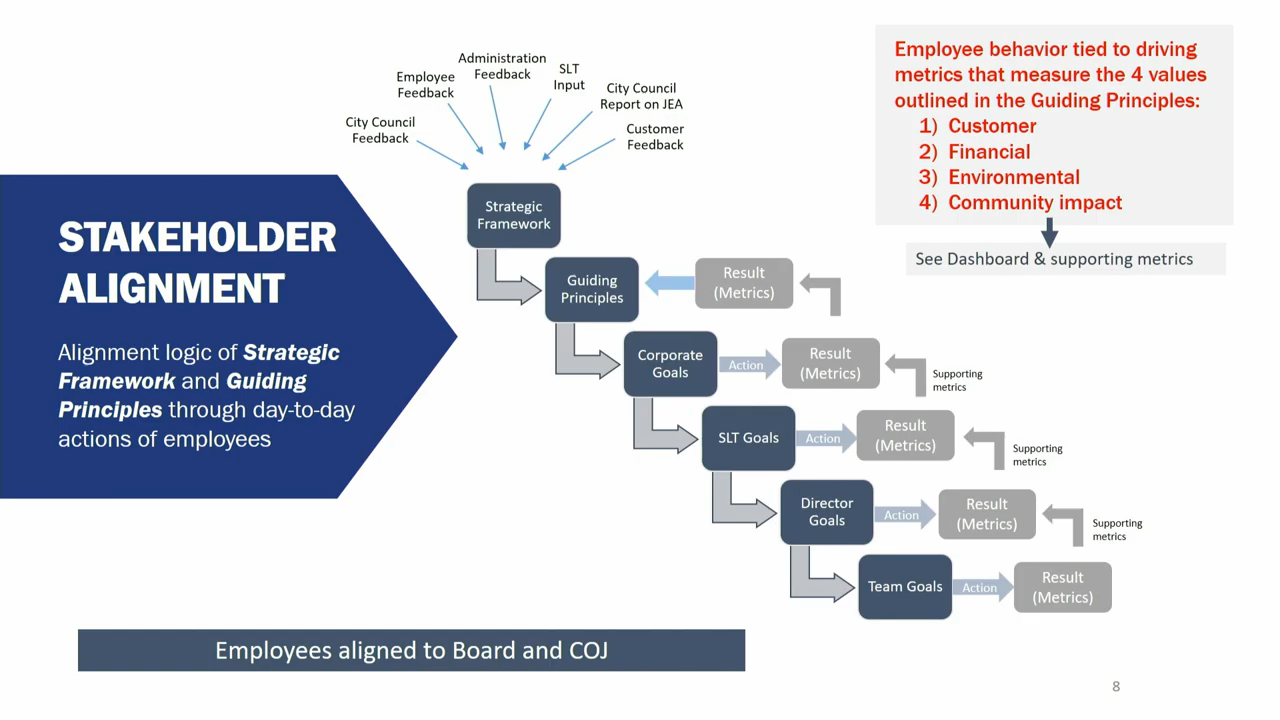 STAKEHOLDER
ALIGNMENT
Alignment logic of Strategic
Framework and Guiding
Principles through day-to-day
actions of employees
City Council
Feedback
Employee
Feedback
Administration
Feedback
SLT
Input
City Council
Report on JEA
Customer
Feedback
Strategic
Framework
Guiding
Principles
Result
(Metrics)
Corporate
Goals
Action
Result
(Metrics)
Supporting
metrics
SLT Goals
Action
Result
(Metrics)
Supporting
metrics
Director
Goals
Action
Result
(Metrics)
Supporting
metrics
Team Goals
Action
Result
(Metrics)
Employee behavior tied to driving
metrics that measure the 4 values
outlined in the Guiding Principles:
1) Customer
2) Financial
3) Environmental
4) Community impact
See Dashboard & supporting metrics
Employees aligned to Board and COJ
8